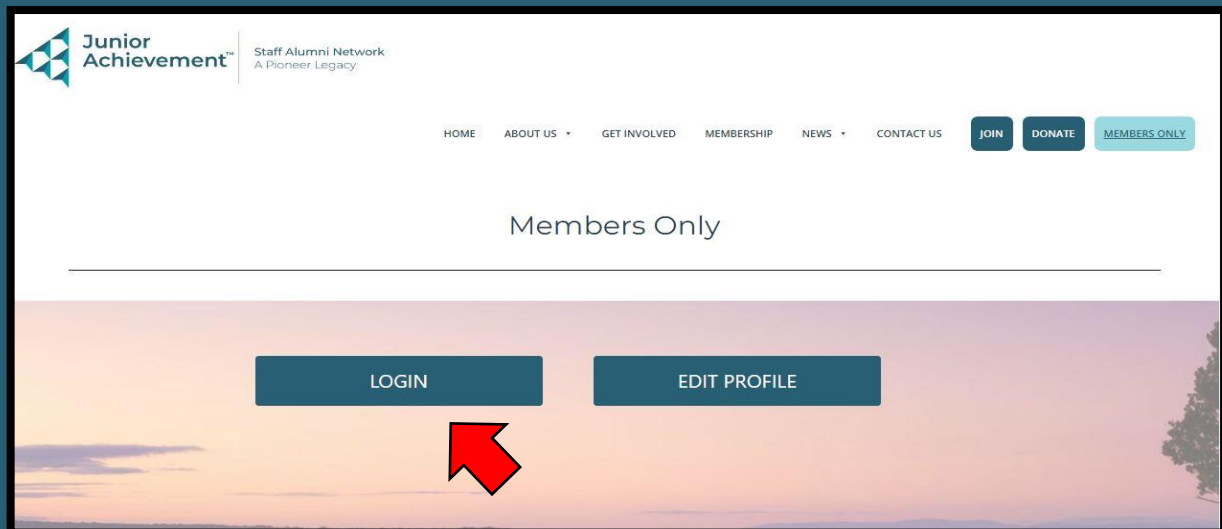 Junior
Achievement™
Staff Alumni Network
A Pioneer Legacy
HOME ABOUT US GET INVOLVED MEMBERSHIP NEWS CONTACT US JOIN DONATE MEMBERS ONLY
Members Only
LOGIN EDIT PROFILE